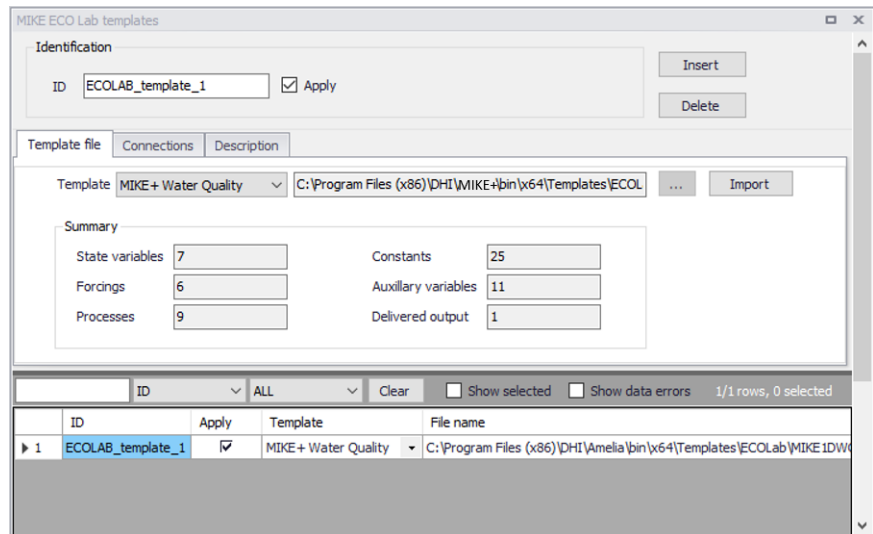 MIKE ECO Lab templates
Identification
ID ECOLAB_template_1 Apply
Insert
Delete
Template file Connections Description
Template MIKE+ Water Quality C:\Program Files (x86)\DHI\MIKE+\bin\x64\Templates\ECOL ... Import
Summary
State variables 7 Constants 25
Forcings 6 Auxillary variables 11
Processes 9 Delivered output 1
ID ALL Clear Show selected Show data errors 1/1 rows, 0 selected
ID Apply Template File name
1 ECOLAB_template_1 MIKE+ Water Quality C:\Program Files (x86)\DHI\Amelia\bin\x64\Templates\ECOLab\MIKE1DWQ